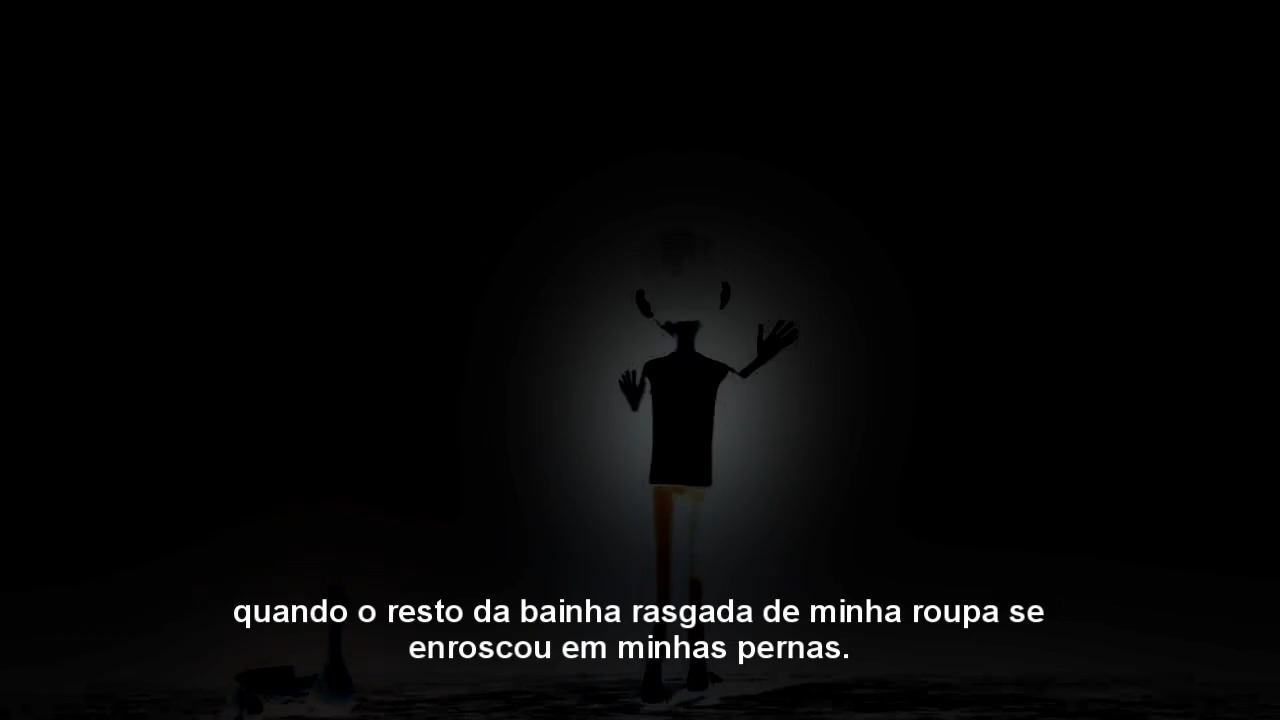 quando o resto da bainha rasgada de minha roupa se
enroscou em minhas pernas.